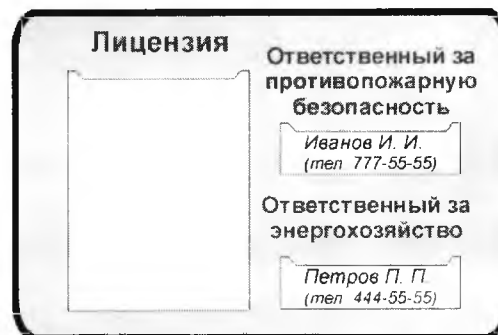 Лицензия
Ответственный за
противопожарную
безопасность
Иванов И. И.
(тел 777-55-55)
Ответственный за
энергохозяйство
Петров П. П.
(тел 444-55-55)